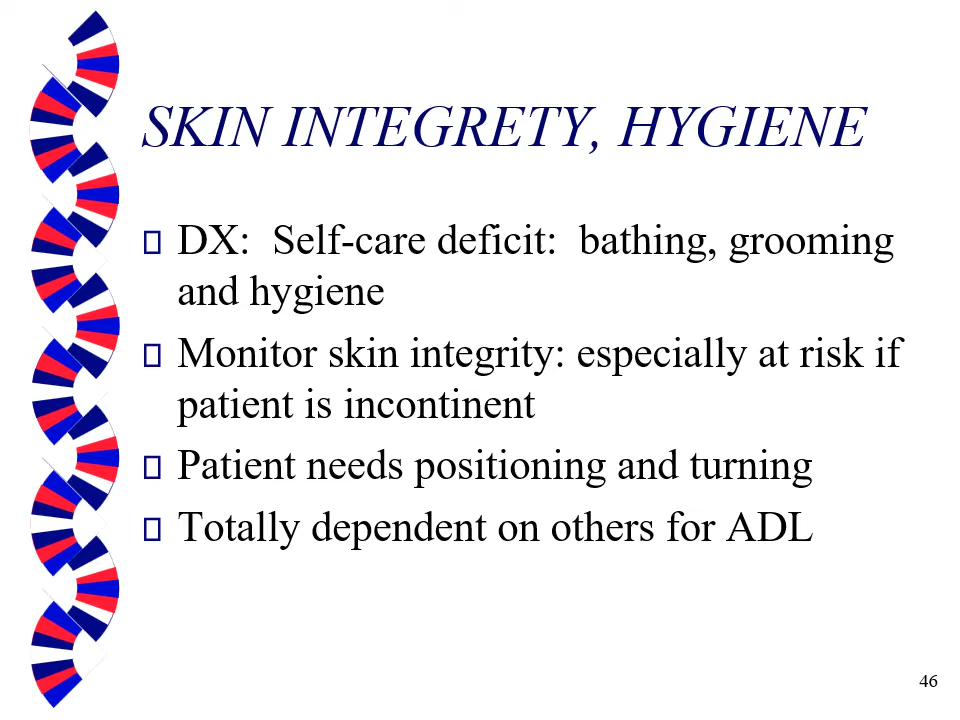 SKIN INTEGRETY, HYGIENE
DX:  Self-care deficit:  bathing, grooming
and hygiene
Monitor skin integrity: especially at risk if
patient is incontinent
Patient needs positioning and turning
Totally dependent on others for ADL
46